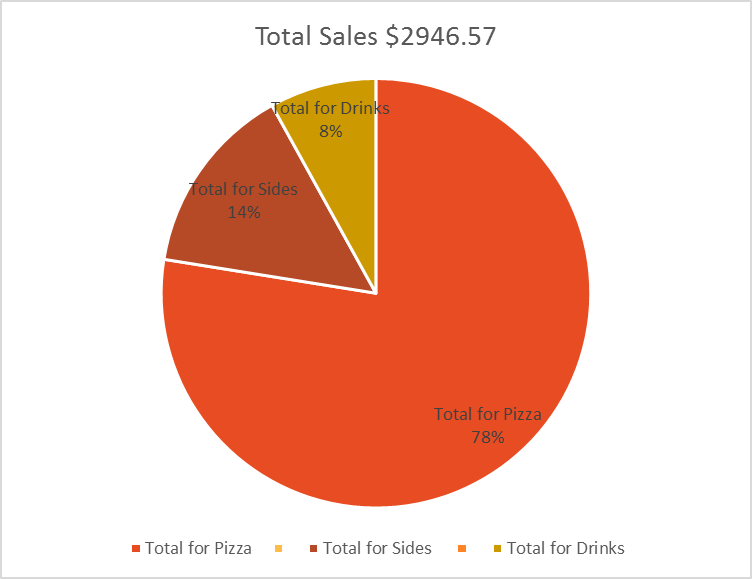 Total Sales $2946.57
Total for Drinks
8%
Total for Sides
14%
Total for Pizza
78%
Total for Pizza Total for Sides Total for Drinks